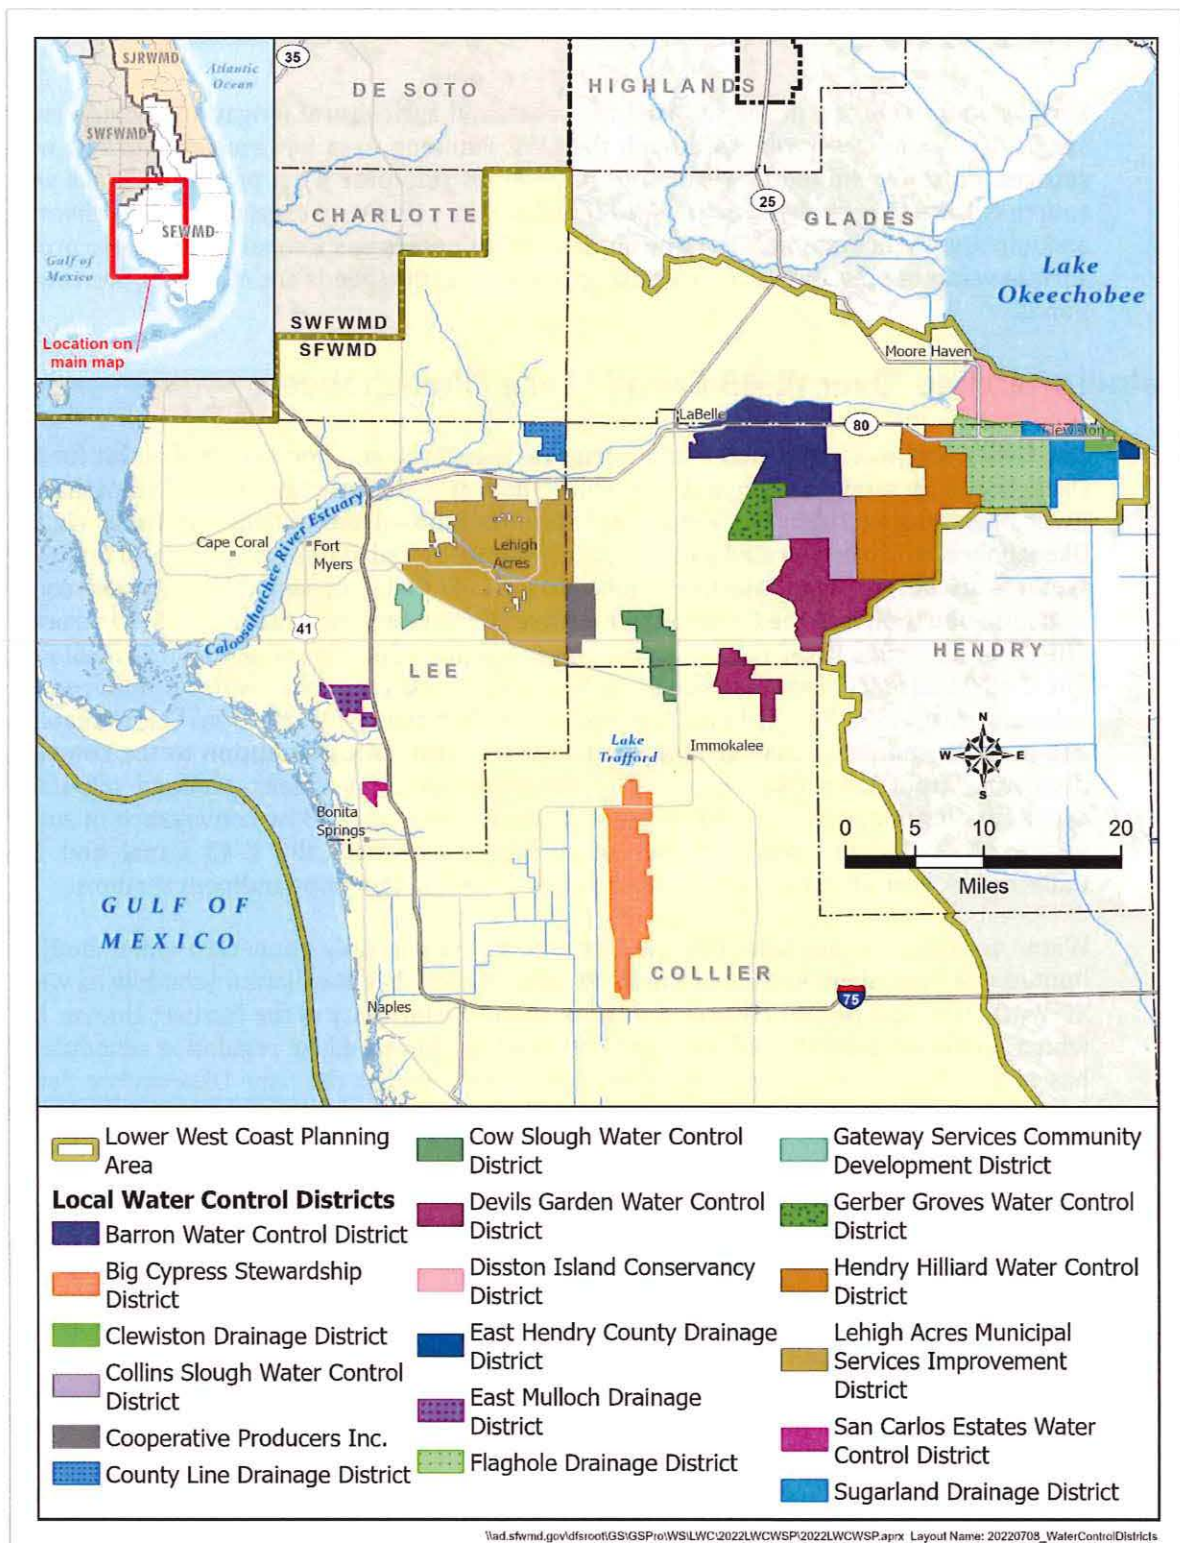 SJRWMD
Atlantic
Ocean
SWFWMD
SFWMD
Gulf of
Mexico
Location on
main map
35
DE SOTO
HIGHLANDS
CHARLOTTE
25
GLADES
Lake
Okeechobee
SWFWMD
SFWMD
Moore Haven
LaBelle
80
Clewiston
Caloosahatchee River Estuary
Cape Coral
Fort
Myers
Lehigh
Acres
41
LEE
HENDRY
Lake
Trafford
Immokalee
N
W
E
S
Bonita
Springs
0 5 10 20
Miles
GULF OF
MEXICO
COLLIER
75
Naples
Lower West Coast Planning
Area
Local Water Control Districts
Barron Water Control District
Big Cypress Stewardship
District
Clewiston Drainage District
Collins Slough Water Control
District
Cooperative Producers Inc.
County Line Drainage District
Cow Slough Water Control
District
Devils Garden Water Control
District
Disston Island Conservancy
District
East Hendry County Drainage
District
East Mulloch Drainage
District
Flaghole Drainage District
Gateway Services Community
Development District
Gerber Groves Water Control
District
Hendry Hilliard Water Control
District
Lehigh Acres Municipal
Services Improvement
District
San Carlos Estates Water
Control District
Sugarland Drainage District
\\ad.sfwmd.gov\dfsroot\GS\GSPro\WS\LWC\2022LWCWSP\2022LWCWSP.aprx Layout Name: 20220708_WaterControlDistricts